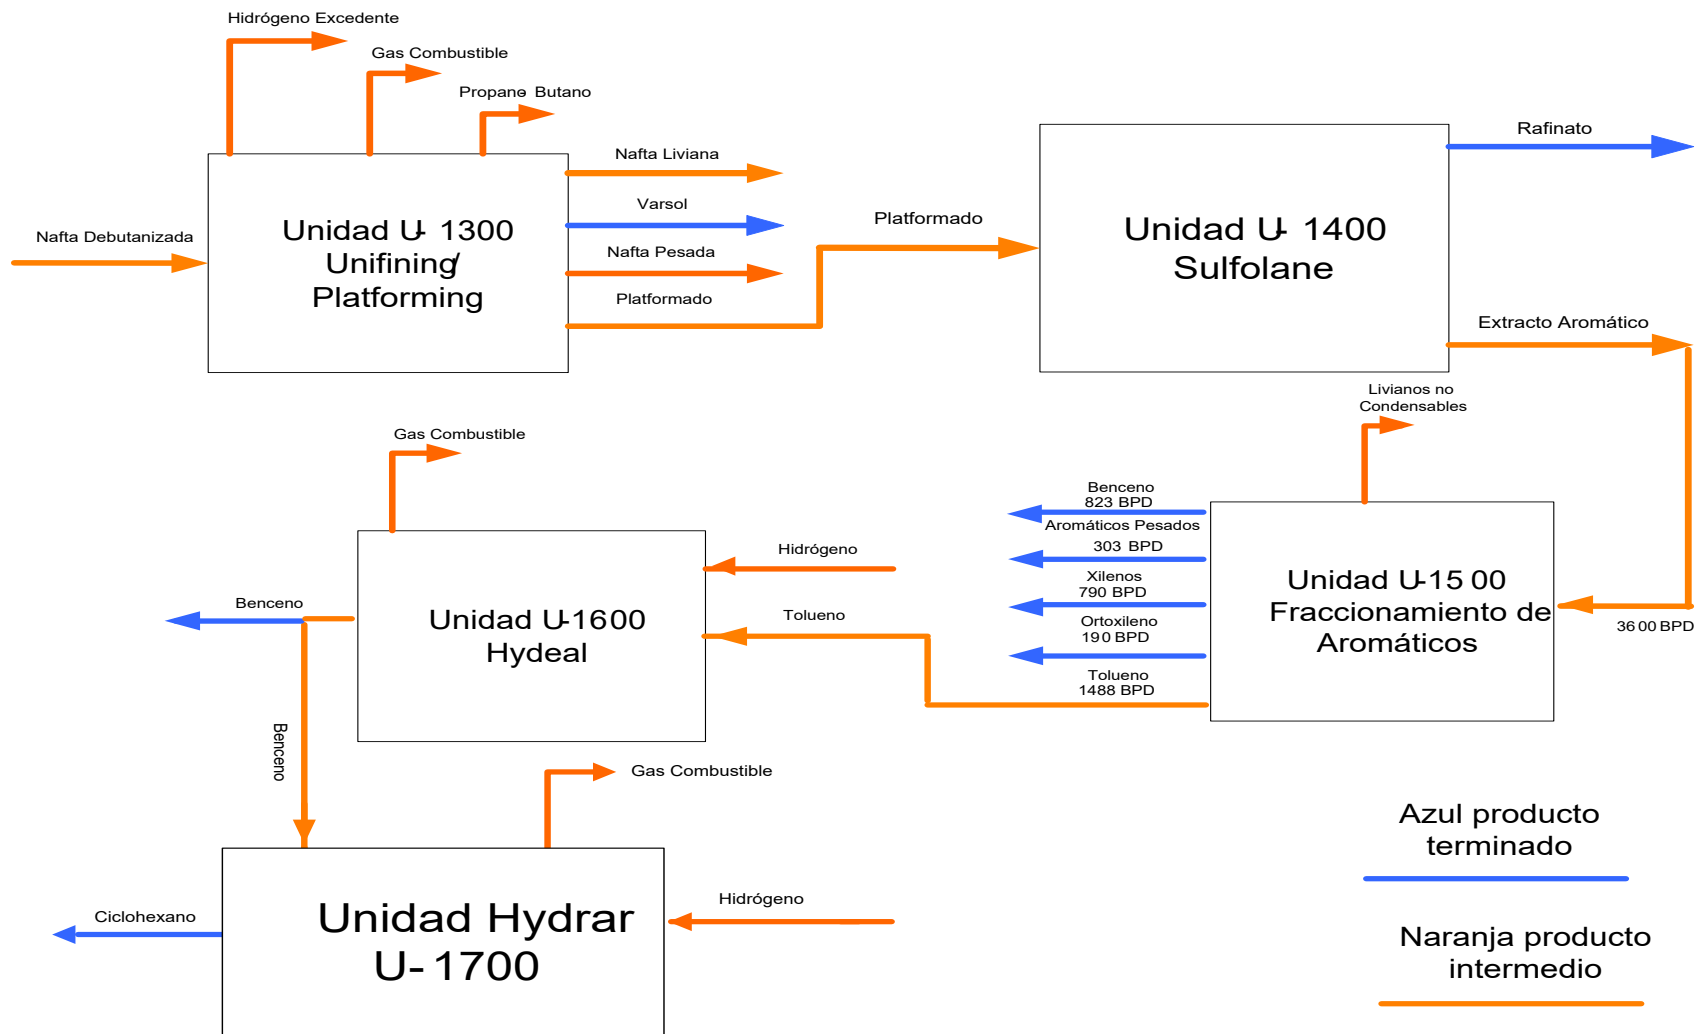 Hidrógeno Excedente
Gas Combustible
Propano Butano
Nafta Debutanizada
Unidad U- 1300
Unifining/
Platforming
Nafta Liviana
Varsol
Nafta Pesada
Platformado
Platformado
Unidad U- 1400
Sulfolane
Rafinato
Extracto Aromático
Livianos no
Condensables
Gas Combustible
Benceno
823 BPD
Aromáticos Pesados
303 BPD
Xilenos
790 BPD
Ortoxileno
190 BPD
Tolueno
1488 BPD
Unidad U-15 00
Fraccionamiento de
Aromáticos
36 00 BPD
Hidrógeno
Tolueno
Unidad U-1600
Hydeal
Benceno
Benceno
Gas Combustible
Unidad Hydrar
U- 1700
Hidrógeno
Ciclohexano
Azul producto
terminado
Naranja producto
intermedio